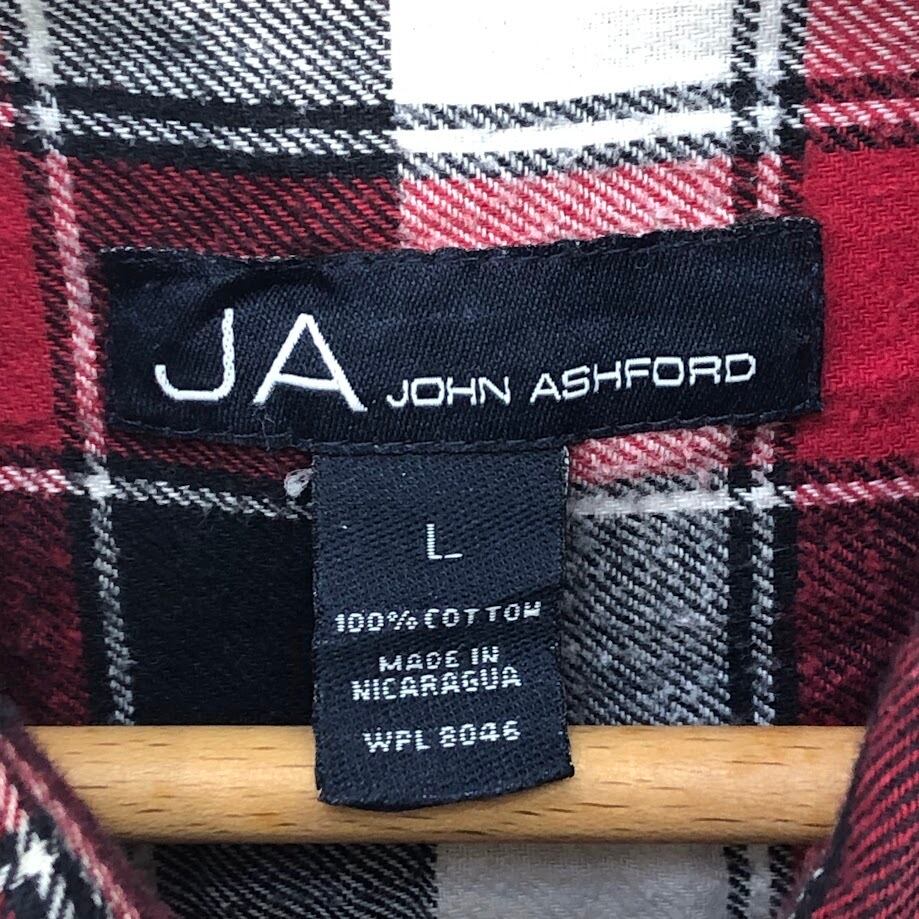 JA JOHN ASHFORD
L
100% COTTON
MADE IN
NICARAGUA
WPL 8046